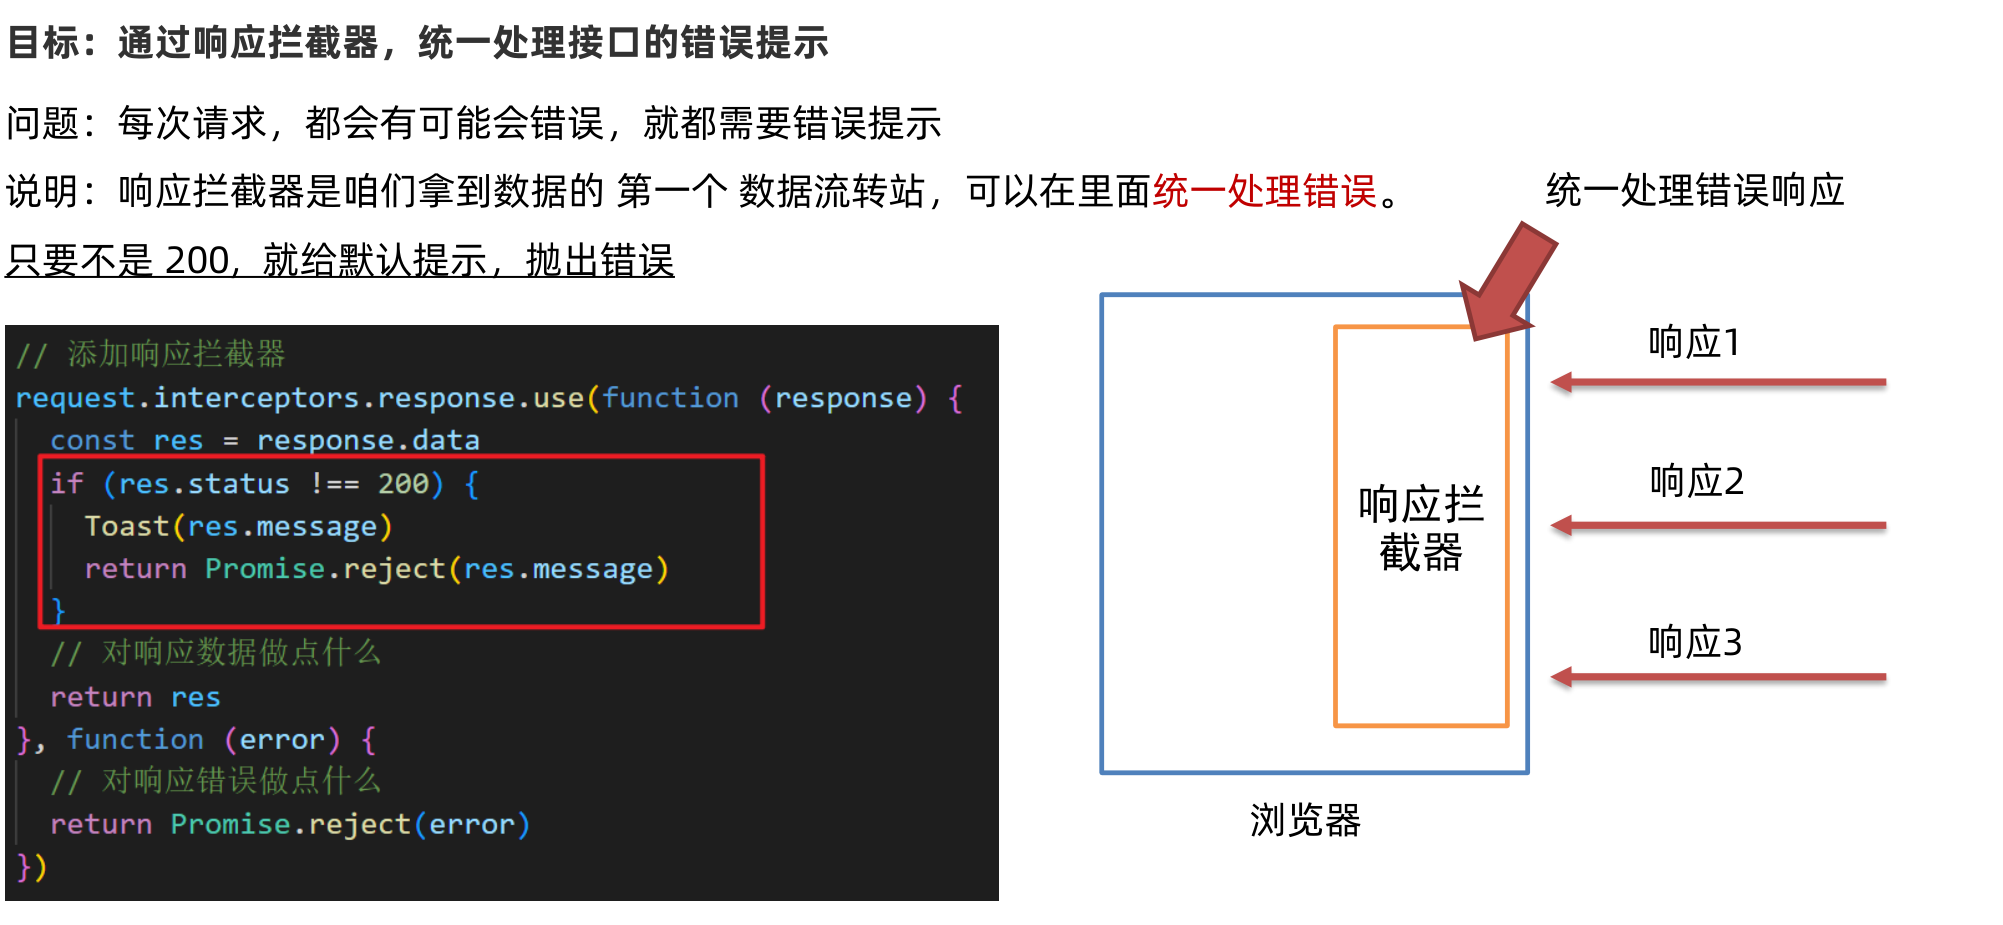 目标：通过响应拦截器，统一处理接口的错误提示
问题：每次请求，都会有可能会错误，就都需要错误提示
说明：响应拦截器是咱们拿到数据的 第一个 数据流转站，可以在里面统一处理错误。
只要不是 200，就给默认提示，抛出错误
// 添加响应拦截器
request.interceptors.response.use(function (response) {
  const res = response.data
  if (res.status !== 200) {
    Toast(res.message)
    return Promise.reject(res.message)
  }
  // 对响应数据做点什么
  return res
}, function (error) {
  // 对响应错误做点什么
  return Promise.reject(error)
})
统一处理错误响应
响应拦
截器
浏览器
响应1
响应2
响应3